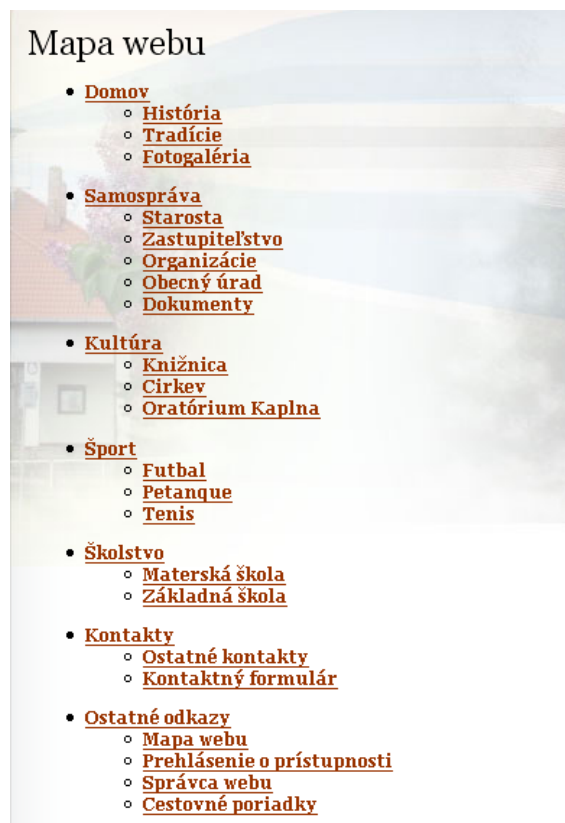 Mapa webu
Domov
História
Tradície
Fotogaléria
Samospráva
Starosta
Zastupiteľstvo
Organizácie
Obecný úrad
Dokumenty
Kultúra
Knižnica
Cirkev
Oratórium Kaplna
Šport
Futbal
Petanque
Tenis
Školstvo
Materská škola
Základná škola
Kontakty
Ostatné kontakty
Kontaktný formulár
Ostatné odkazy
Mapa webu
Prehlásenie o prístupnosti
Správca webu
Cestovné poriadky